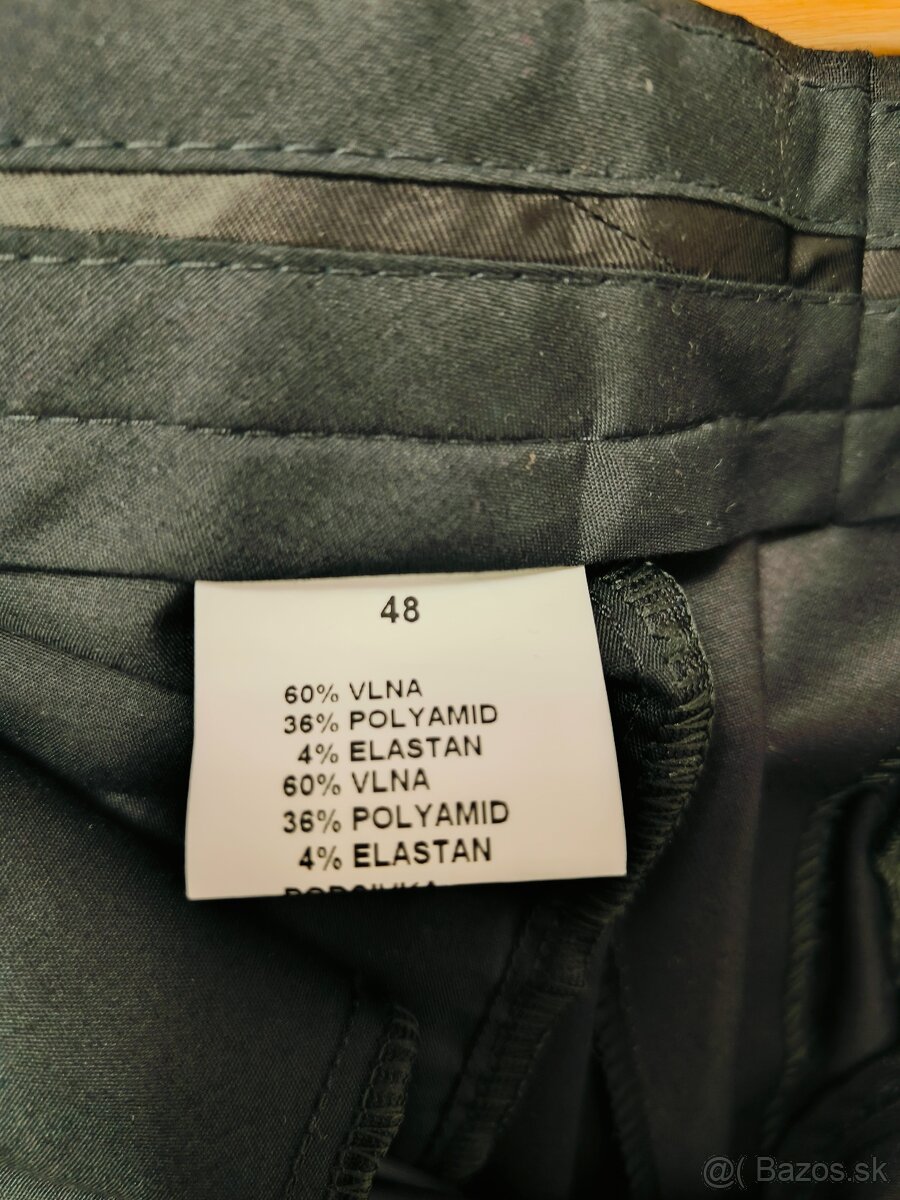 48
60% VLNA
36% POLYAMID
4% ELASTAN
60% VLNA
36% POLYAMID
4% ELASTAN
@( Bazos.sk